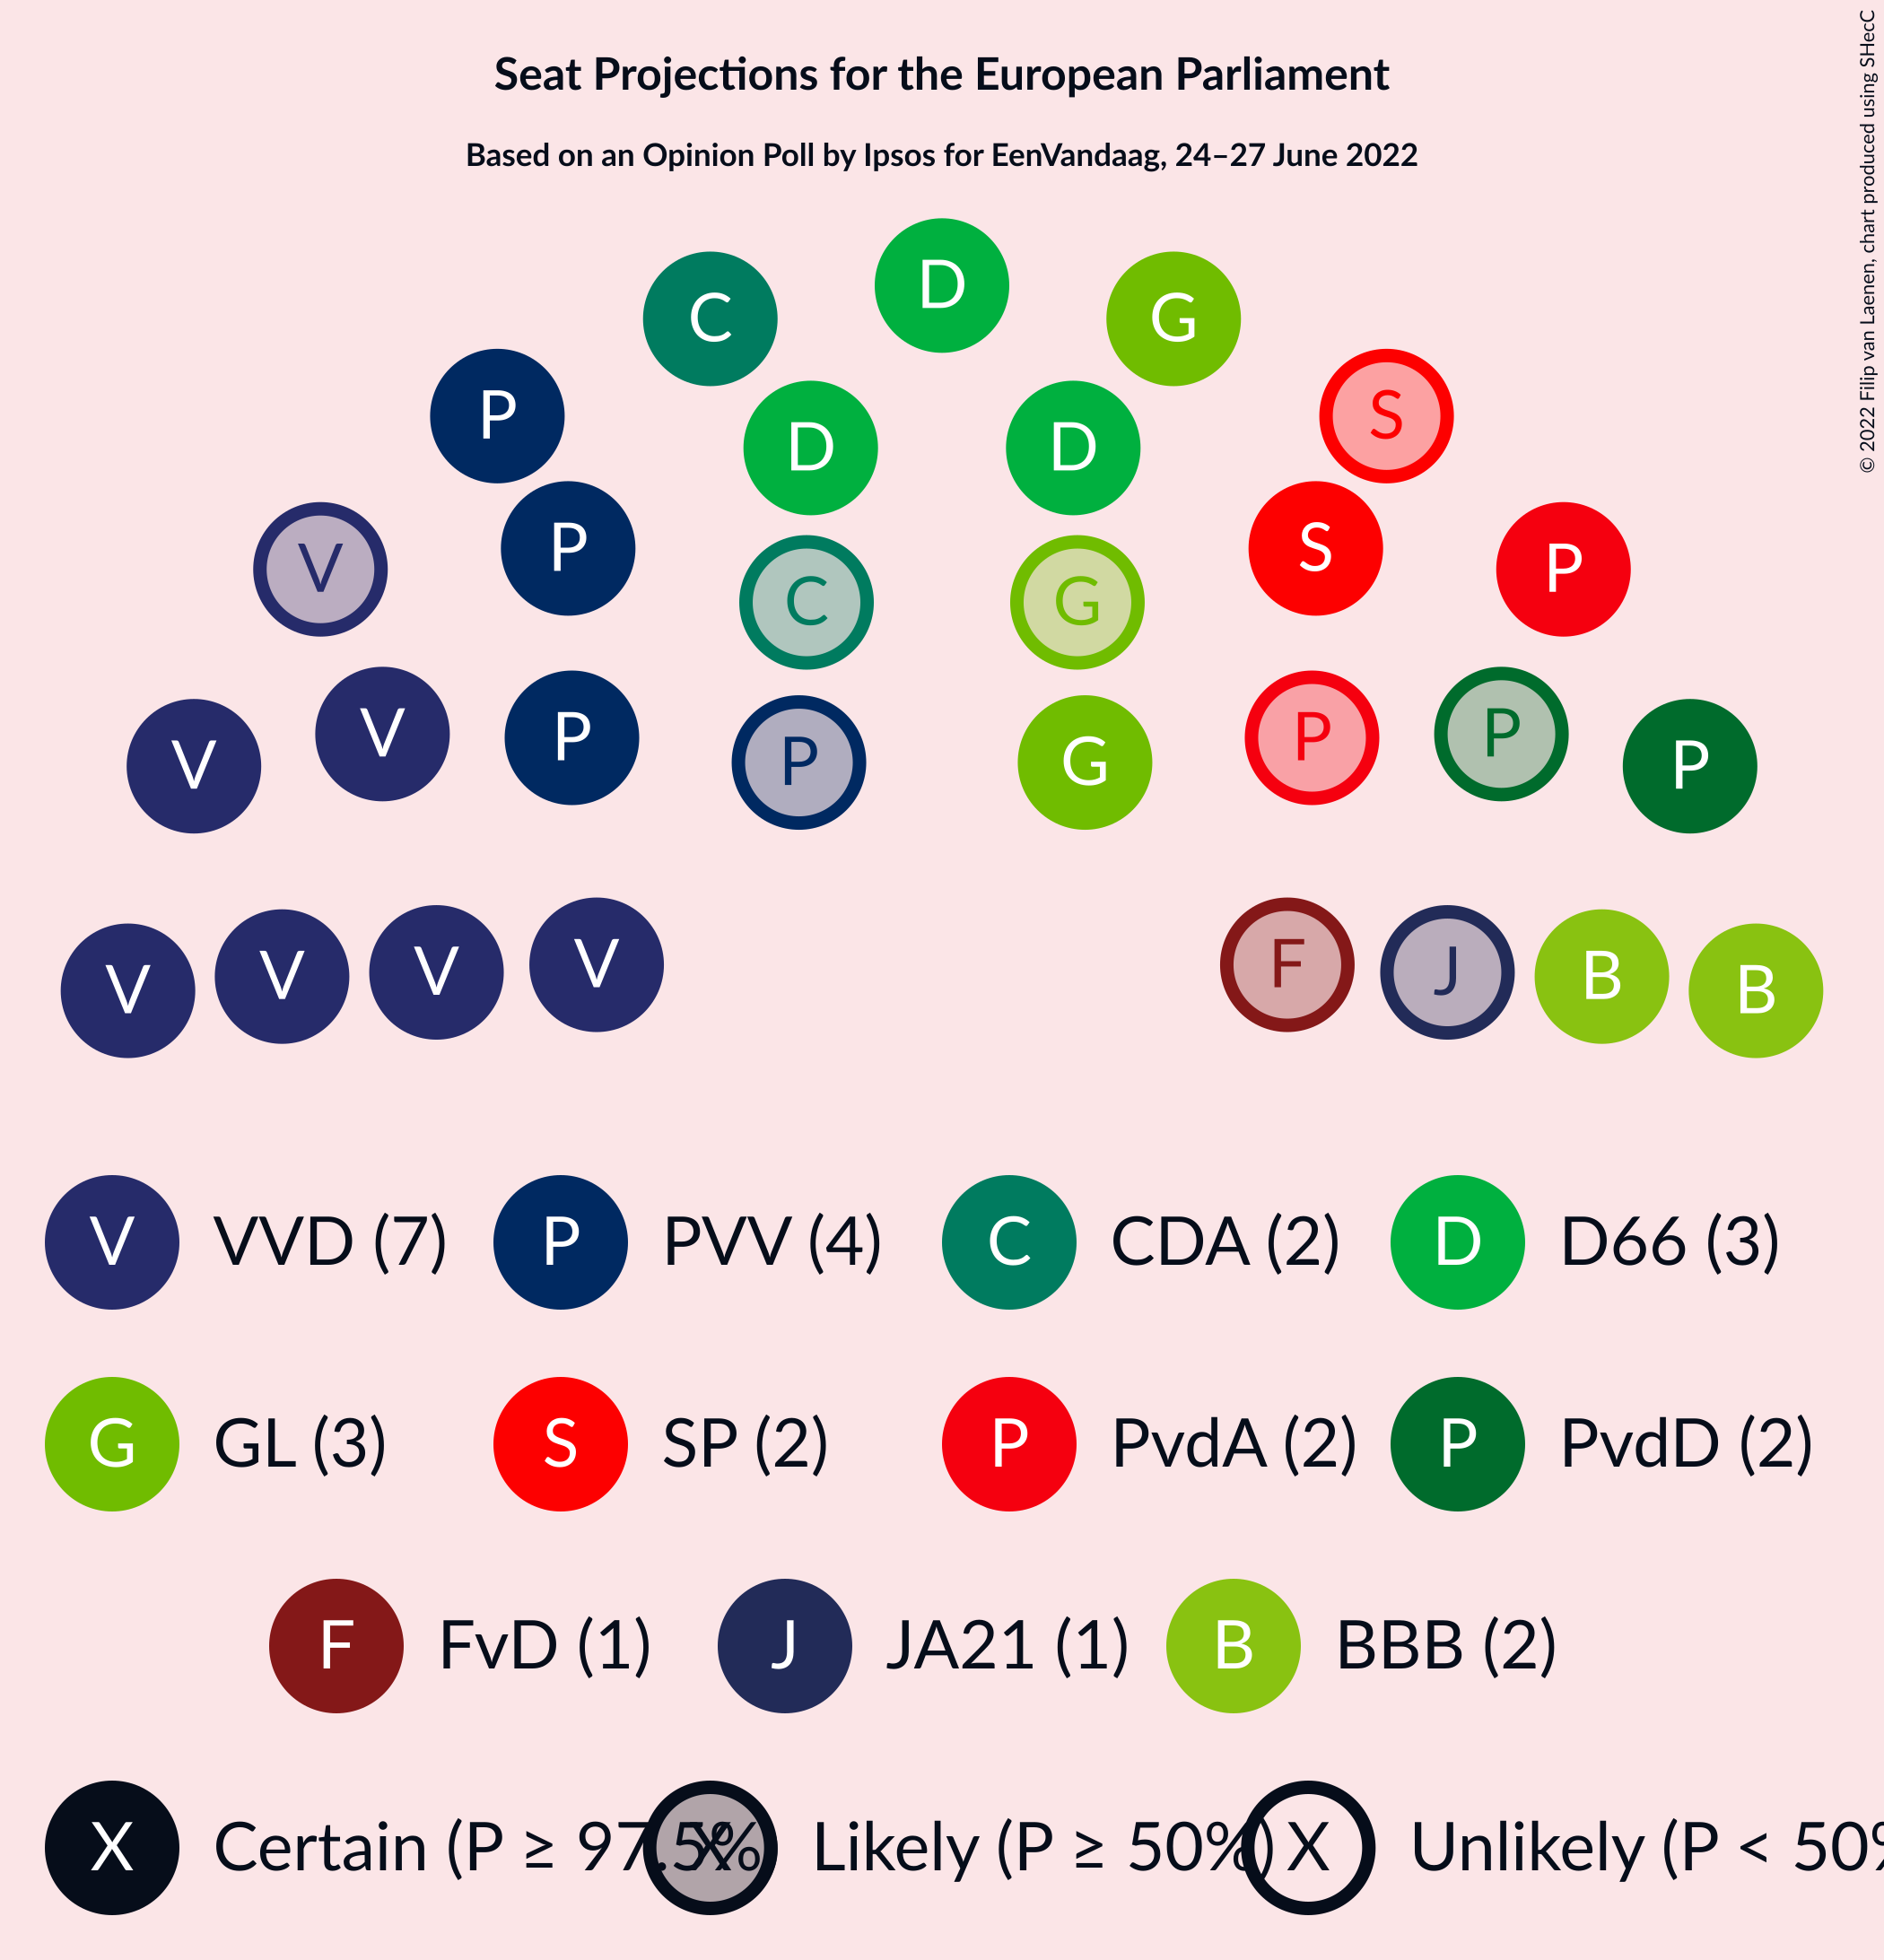 Seat Projections for the European Parliament
Based on an Opinion Poll by Ipsos for EenVandaag, 24–27 June 2022
© 2022 Filip van Laenen, chart produced using SHecC
D
C G
P S
D D
P S
V P
C G
V P P P
P G
V P
V F
V J
V B
V B
V VVD (7) P PVV (4) C CDA (2) D D66 (3)
G GL (3) S SP (2) P PvdA (2) P PvdD (2)
F FvD (1) J JA21 (1) B BBB (2)
X Certain (P ≥ 97.5% X Likely (P ≥ 50%) X Unlikely (P < 50%